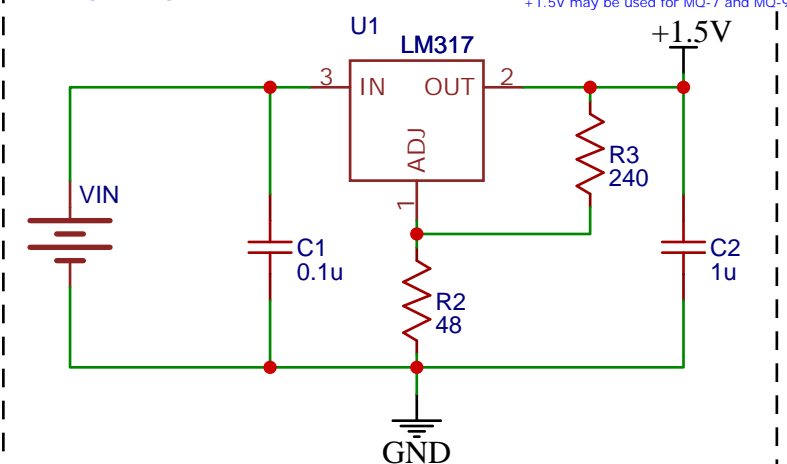 +1.5V may be used for MQ-7 and MQ-9
U1
LM317
+1.5V
3
IN
OUT
2
ADJ
1
R3
240
VIN
C1
0.1u
R2
48
C2
1u
GND